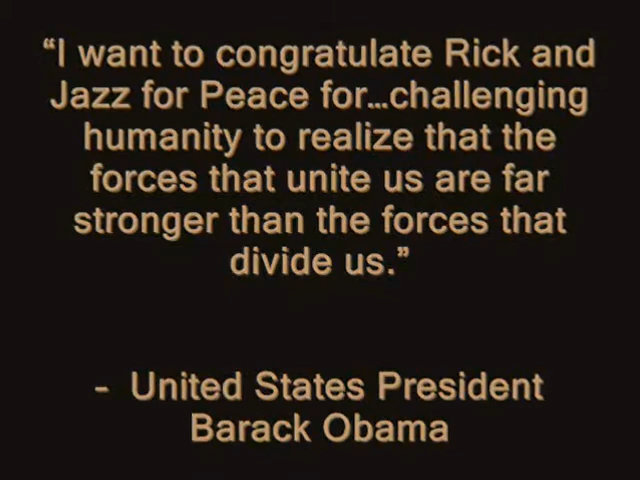 “I want to congratulate Rick and
Jazz for Peace for...challenging
humanity to realize that the
forces that unite us are far
stronger than the forces that
divide us.”
- United States President
Barack Obama